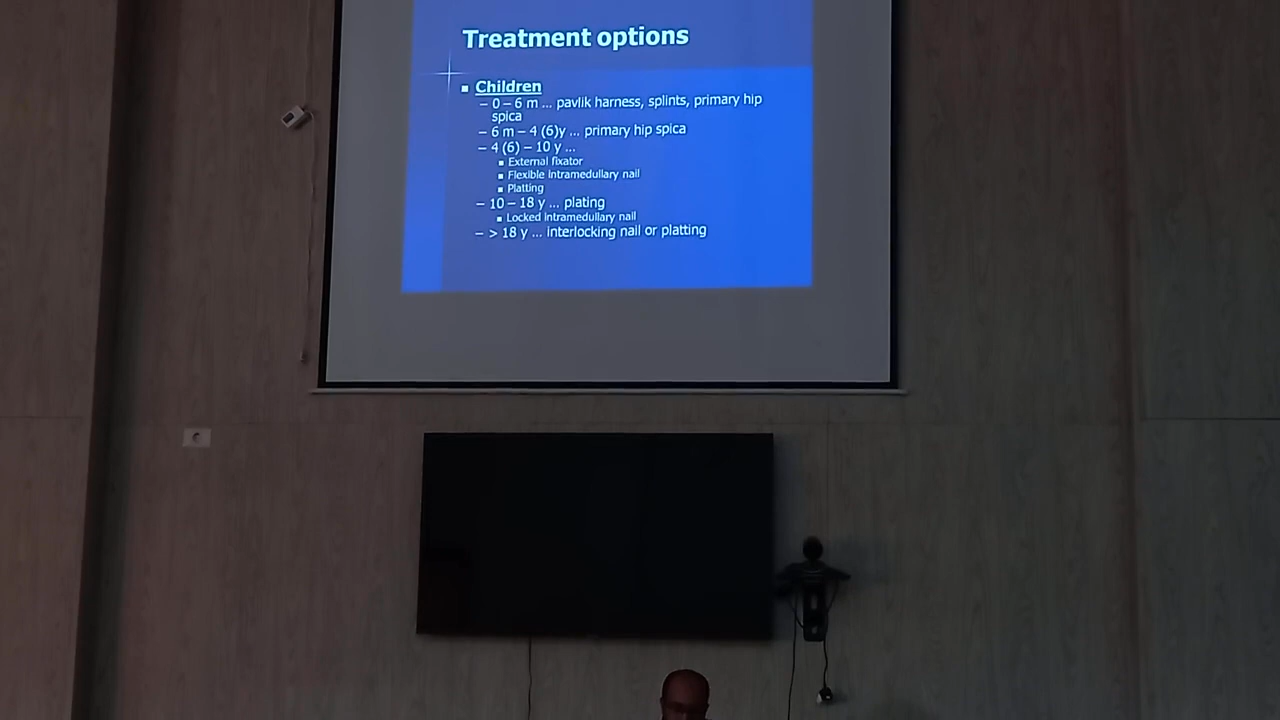 Treatment options
▪ Children
– 0 – 6 m ... pavlik harness, splints, primary hip
spica
– 6 m – 4 (6)y ... primary hip spica
– 4 (6) – 10 y ...
▪ External fixator
▪ Flexible intramedullary nail
▪ Platting
– 10 – 18 y ... plating
▪ Locked intramedullary nail
– > 18 y ... interlocking nail or platting